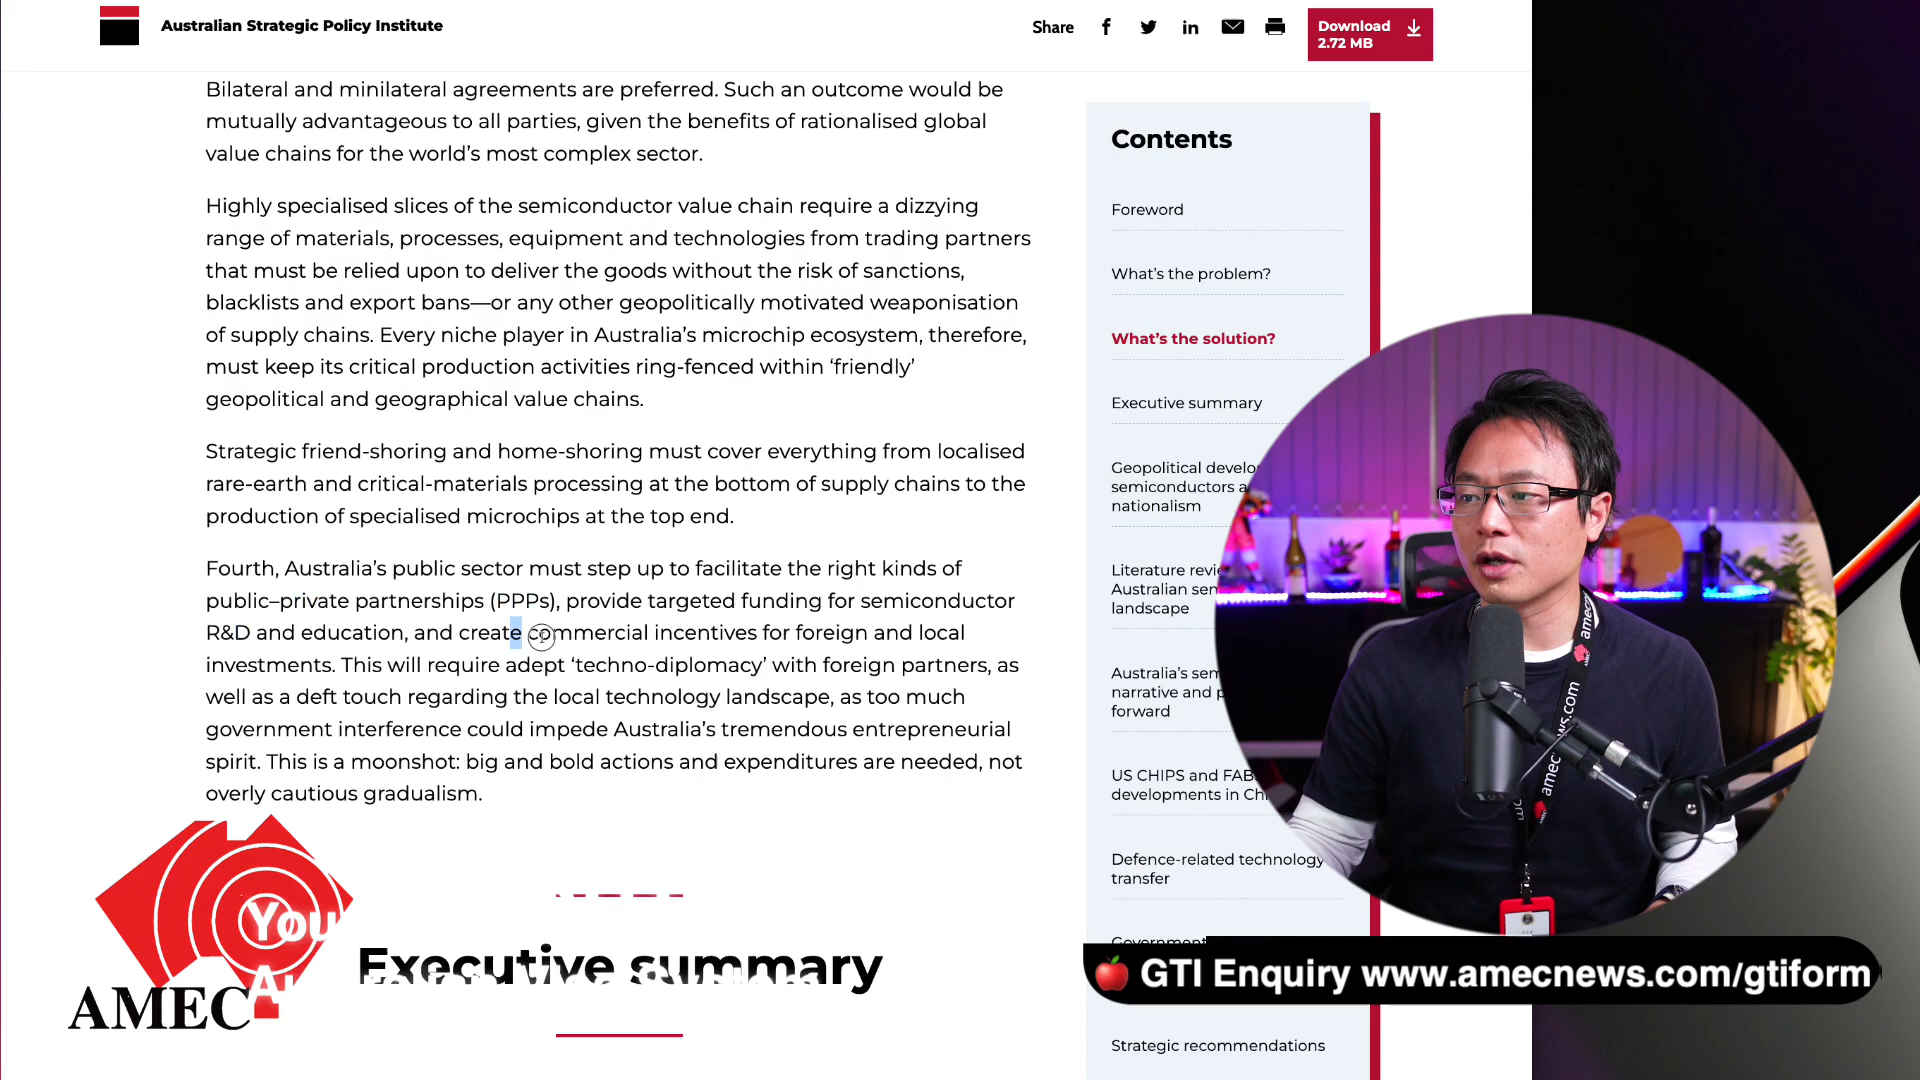 Australian Strategic Policy Institute
Share
Download
2.72 MB
Bilateral and minilateral agreements are preferred. Such an outcome would be
mutually advantageous to all parties, given the benefits of rationalised global
value chains for the world's most complex sector.
Highly specialised slices of the semiconductor value chain require a dizzying
range of materials, processes, equipment and technologies from trading partners
that must be relied upon to deliver the goods without the risk of sanctions,
blacklists and export bans—or any other geopolitically motivated weaponisation
of supply chains. Every niche player in Australia's microchip ecosystem, therefore,
must keep its critical production activities ring-fenced within ‘friendly’
geopolitical and geographical value chains.
Strategic friend-shoring and home-shoring must cover everything from localised
rare-earth and critical-materials processing at the bottom of supply chains to the
production of specialised microchips at the top end.
Fourth, Australia's public sector must step up to facilitate the right kinds of
public–private partnerships (PPPs), provide targeted funding for semiconductor
R&D and education, and create commercial incentives for foreign and local
investments. This will require adept ‘techno-diplomacy’ with foreign partners, as
well as a deft touch regarding the local technology landscape, as too much
government interference could impede Australia's tremendous entrepreneurial
spirit. This is a moonshot: big and bold actions and expenditures are needed, not
overly cautious gradualism.
Executive summary
You
AMEC
Contents
Foreword
What's the problem?
What's the solution?
Executive summary
Geopolitical develo
semiconductors a
nationalism
Literature revie
Australian sem
landscape
Australia's sem
narrative and p
forward
US CHIPS and FAB
developments in Chi
Defence-related technology
transfer
Government
Strategic recommendations
amecnews.com
AMEC
GTI Enquiry www.amecnews.com/gtiform